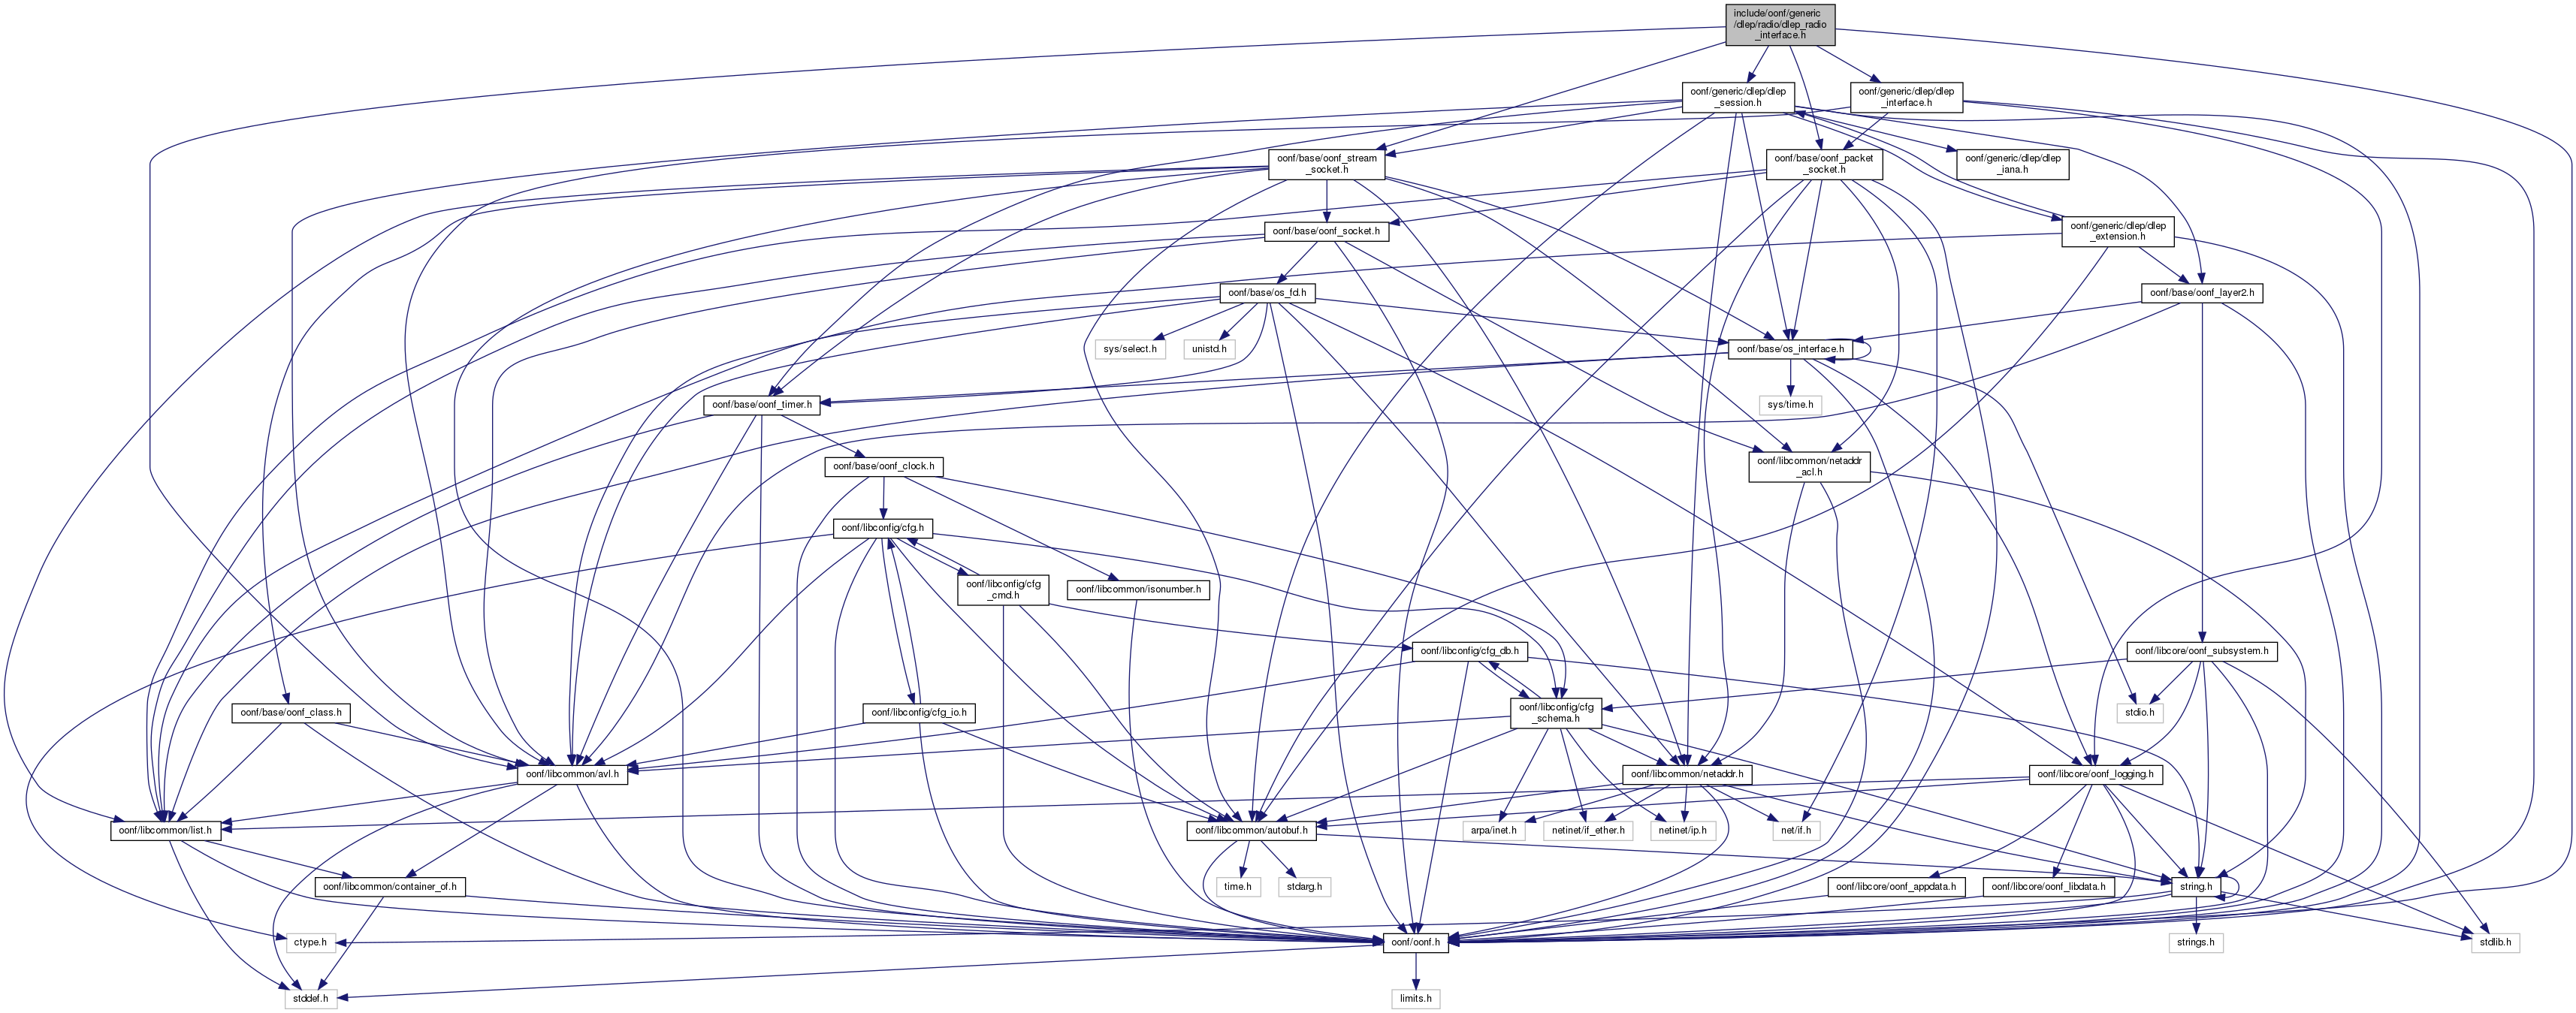 include/oonf/generic
/dlep/radio/dlep_radio
_interface.h
oonf/generic/dlep/dlep
_session.h
oonf/generic/dlep/dlep
_interface.h
oonf/base/oonf_stream
_socket.h
oonf/base/oonf_packet
_socket.h
oonf/generic/dlep/dlep
_iana.h
oonf/base/oonf_socket.h
oonf/generic/dlep/dlep
_extension.h
oonf/base/os_fd.h
oonf/base/oonf_layer2.h
sys/select.h
unistd.h
oonf/base/os_interface.h
oonf/base/oonf_timer.h
sys/time.h
oonf/base/oonf_clock.h
oonf/libcommon/netaddr
_acl.h
oonf/libconfig/cfg.h
oonf/libconfig/cfg
_cmd.h
oonf/libcommon/isonumber.h
oonf/libconfig/cfg_db.h
oonf/libcore/oonf_subsystem.h
oonf/base/oonf_class.h
oonf/libconfig/cfg_io.h
oonf/libconfig/cfg
_schema.h
stdio.h
oonf/libcommon/avl.h
oonf/libcommon/netaddr.h
oonf/libcore/oonf_logging.h
oonf/libcommon/list.h
oonf/libcommon/autobuf.h
arpa/inet.h
netinet/if_ether.h
netinet/ip.h
net/if.h
oonf/libcommon/container_of.h
time.h
stdarg.h
oonf/libcore/oonf_appdata.h
oonf/libcore/oonf_libdata.h
string.h
ctype.h
oonf/oonf.h
strings.h
stdlib.h
stddef.h
limits.h